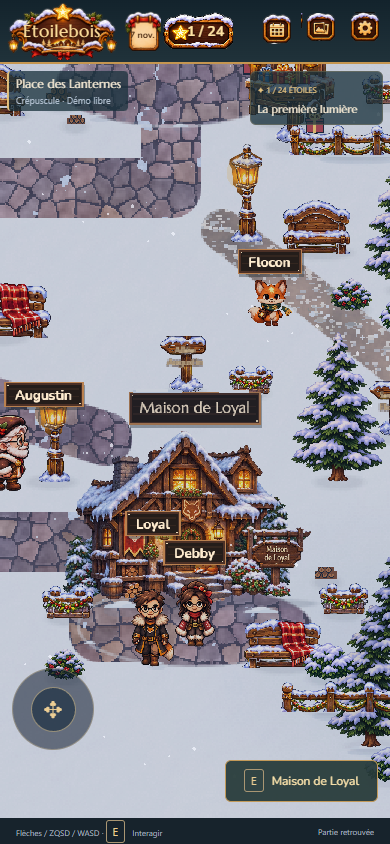 Etoilebois
7 nov.
1 / 24
Place des Lanternes
Crépuscule · Démo libre
✦ 1 / 24 ÉTOILES
La première lumière
Flocon
Augustin
Maison de Loyal
Loyal
Debby
Maison
de Loyal
E Maison de Loyal
Flèches / ZQSD / WASD · E Interagir
Partie retrouvée